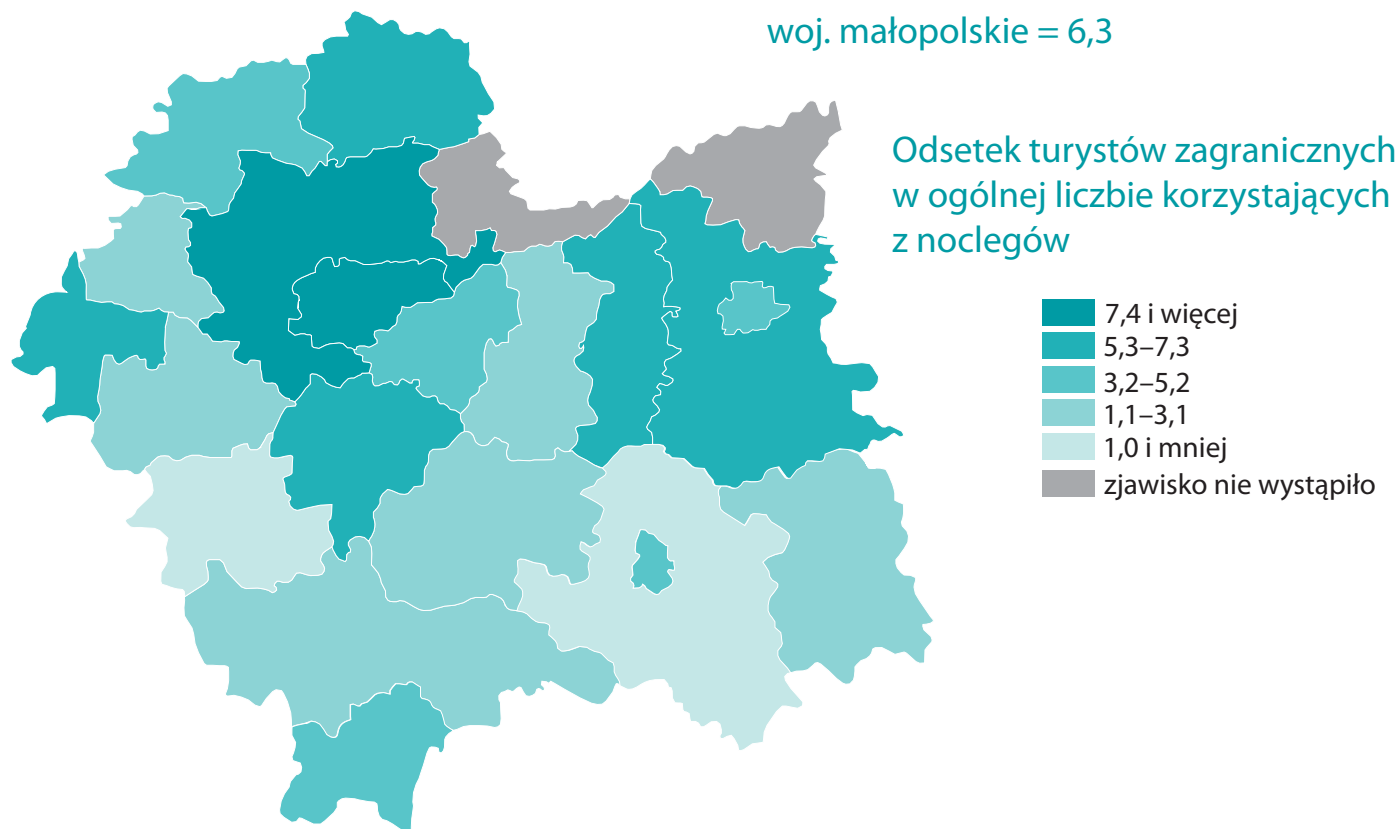 woj. małopolskie = 6,3
Odsetek turystów zagranicznych
w ogólnej liczbie korzystających
z noclegów
7,4 i więcej
5,3–7,3
3,2–5,2
1,1–3,1
1,0 i mniej
zjawisko nie wystąpiło